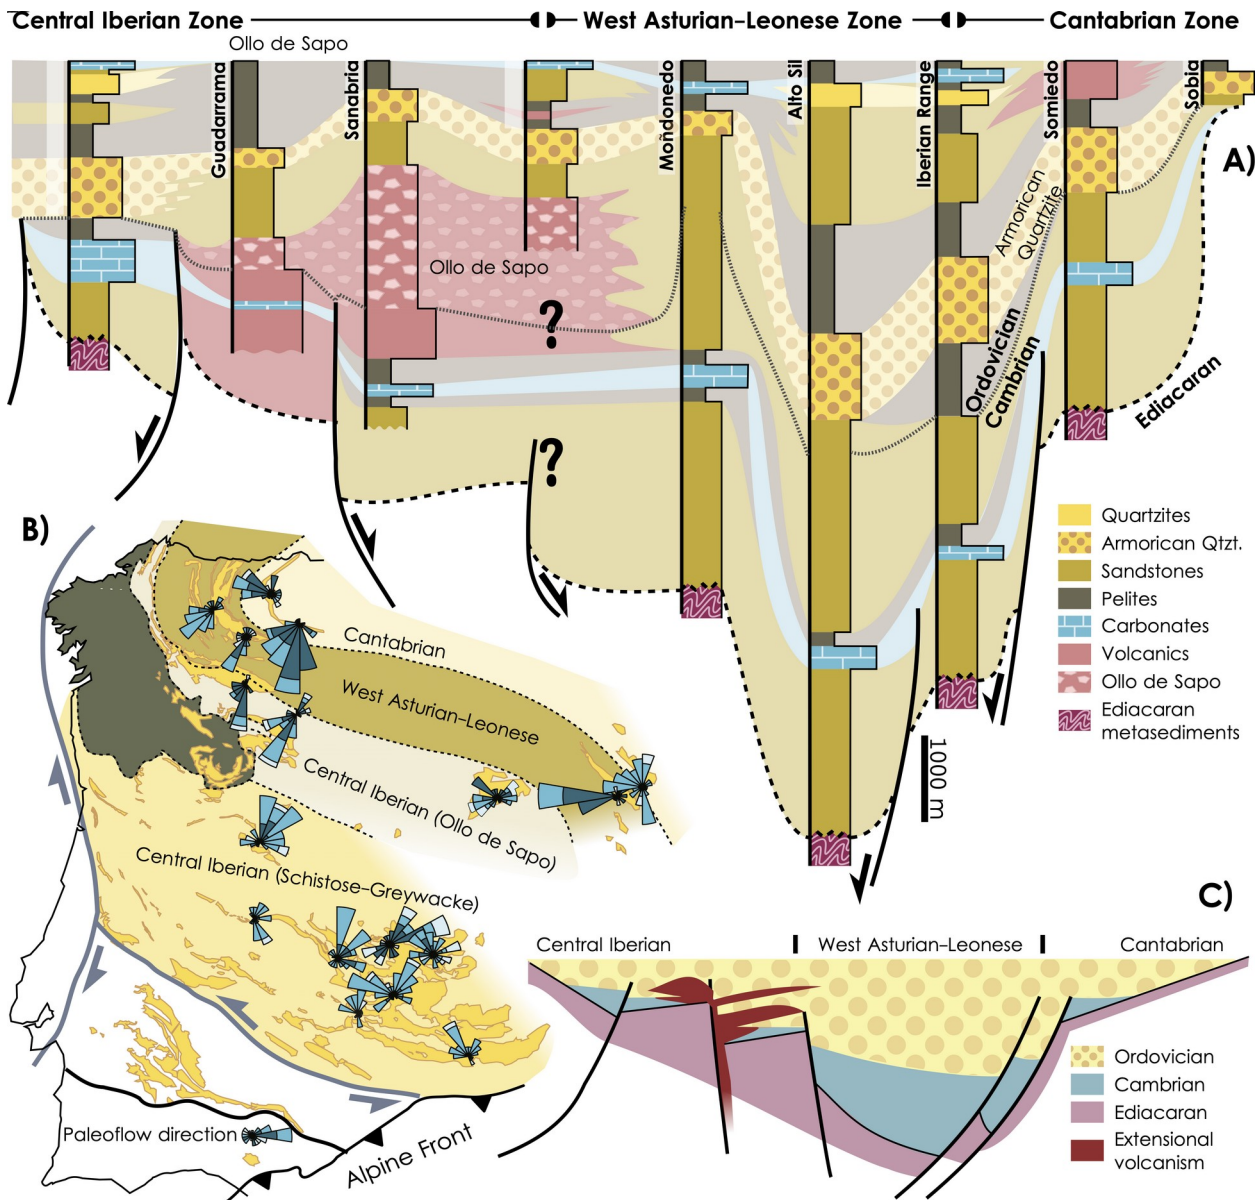 Central Iberian Zone
West Asturian–Leonese Zone
Cantabrian Zone
Ollo de Sapo
Guadarrama
Sanabria
Moñdonedo
Alto Sil
Iberian Range
Somiedo
Sobia
A)
Armorican
Quartzite
Ollo de Sapo
?
?
Ordovician
Cambrian
Ediacaran
Quartzites
Armorican Qtzt.
Sandstones
Pelites
Carbonates
Volcanics
Ollo de Sapo
Ediacaran
metasediments
1000 m
B)
Cantabrian
West Asturian–Leonese
Central Iberian (Ollo de Sapo)
Central Iberian (Schistose–Greywacke)
Paleoflow direction
Alpine Front
C)
Central Iberian
West Asturian–Leonese
Cantabrian
Ordovician
Cambrian
Ediacaran
Extensional
volcanism